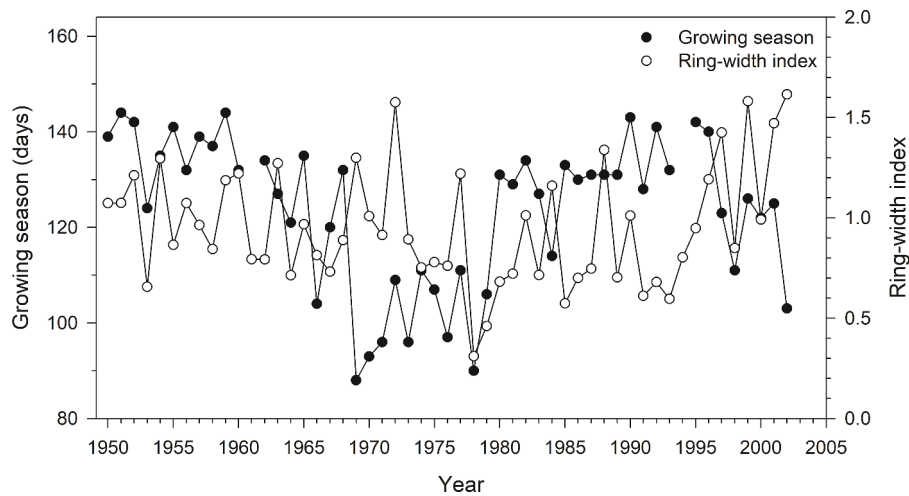 160
140
120
100
80
Growing season (days)
Growing season
Ring-width index
2.0
1.5
1.0
0.5
0.0
Ring-width index
1950 1955 1960 1965 1970 1975 1980 1985 1990 1995 2000 2005
Year